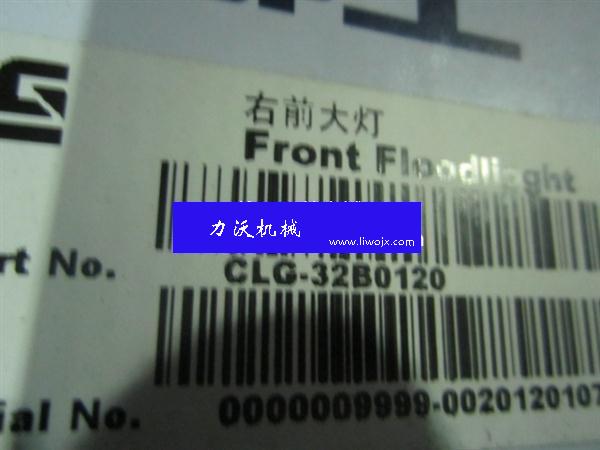 右前大灯
Front Floodlinght
力沃机械
www.liwojx.com
rt No. CLG-32B0120
ial No. 0000009999-0020120107